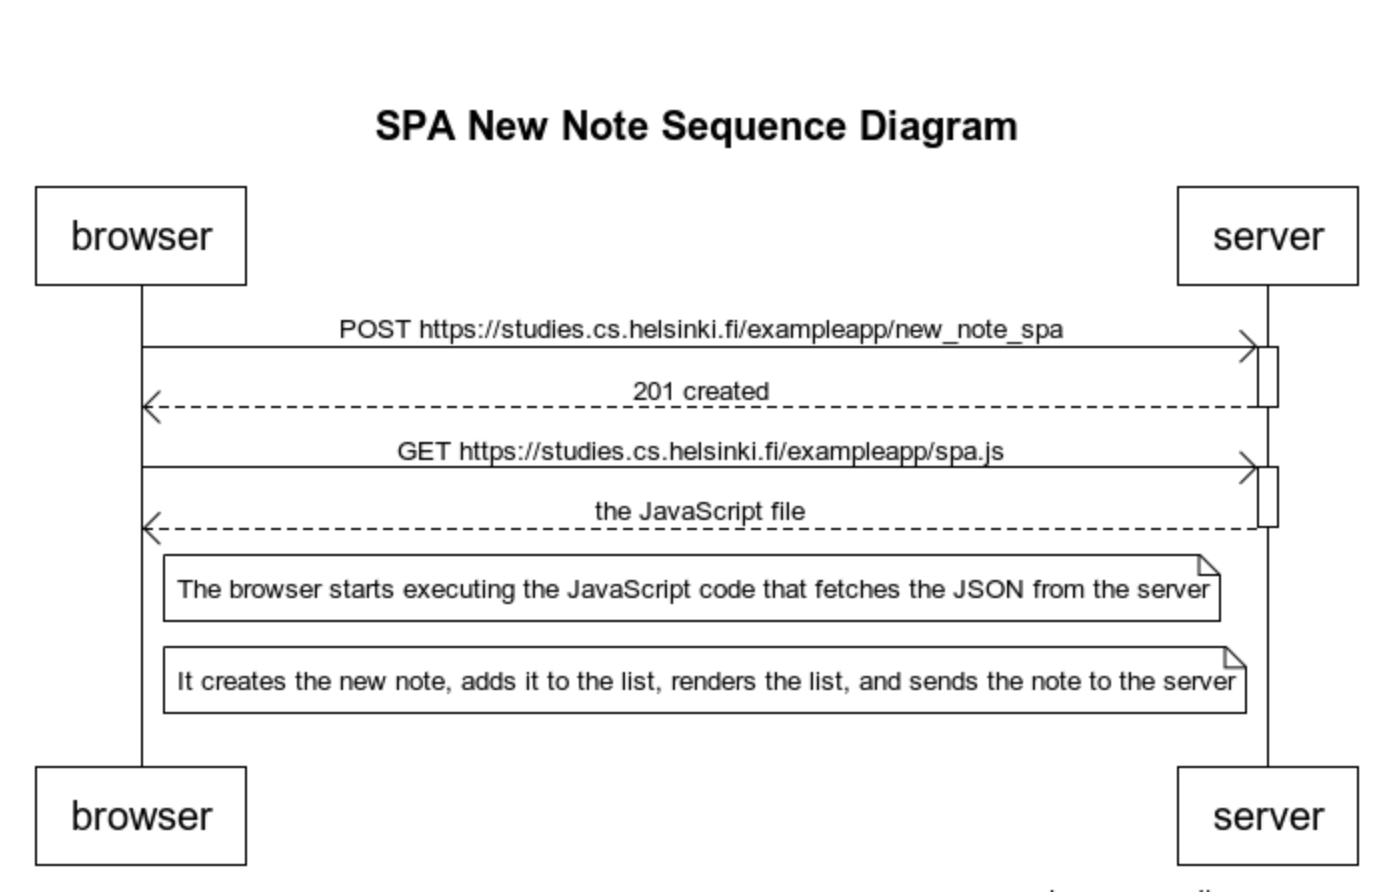 SPA New Note Sequence Diagram
browser
server
POST https://studies.cs.helsinki.fi/exampleapp/new_note_spa
201 created
GET https://studies.cs.helsinki.fi/exampleapp/spa.js
the JavaScript file
The browser starts executing the JavaScript code that fetches the JSON from the server
It creates the new note, adds it to the list, renders the list, and sends the note to the server
browser
server